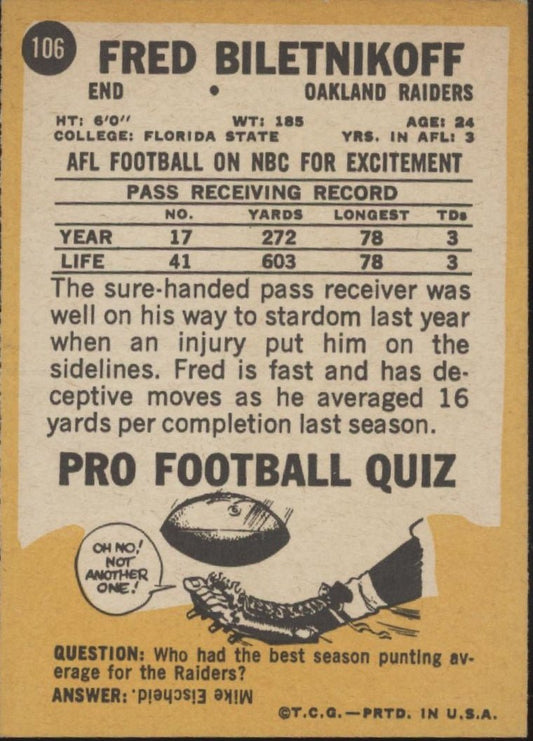 106
FRED BILETNIKOFF
END • OAKLAND RAIDERS
HT: 6'0" WT: 185 AGE: 24
COLLEGE: FLORIDA STATE YRS. IN AFL: 3
AFL FOOTBALL ON NBC FOR EXCITEMENT
PASS RECEIVING RECORD
NO. YARDS LONGEST TDs
YEAR 17 272 78 3
LIFE 41 603 78 3
The sure-handed pass receiver was
well on his way to stardom last year
when an injury put him on the
sidelines. Fred is fast and has de-
ceptive moves as he averaged 16
yards per completion last season.
PRO FOOTBALL QUIZ
OH NO!
NOT
ANOTHER
ONE!
QUESTION: Who had the best season punting av-
erage for the Raiders?
ANSWER: Mike Eischeid.
©T.C.G.—PRTD. IN U.S.A.